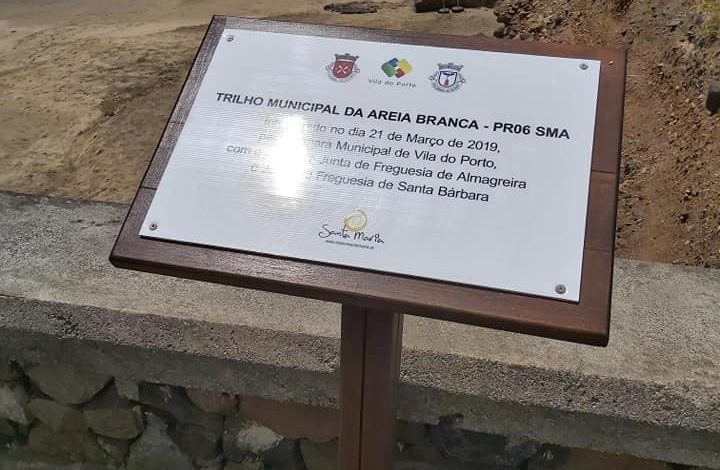 Vila do Porto
TRILHO MUNICIPAL DA AREIA BRANCA - PR06 SMA
no dia 21 de Março de 2019,
Municipal de Vila do Porto,
com o Junta de Freguesia de Almagreira
e Freguesia de Santa Bárbara
Santa Maria